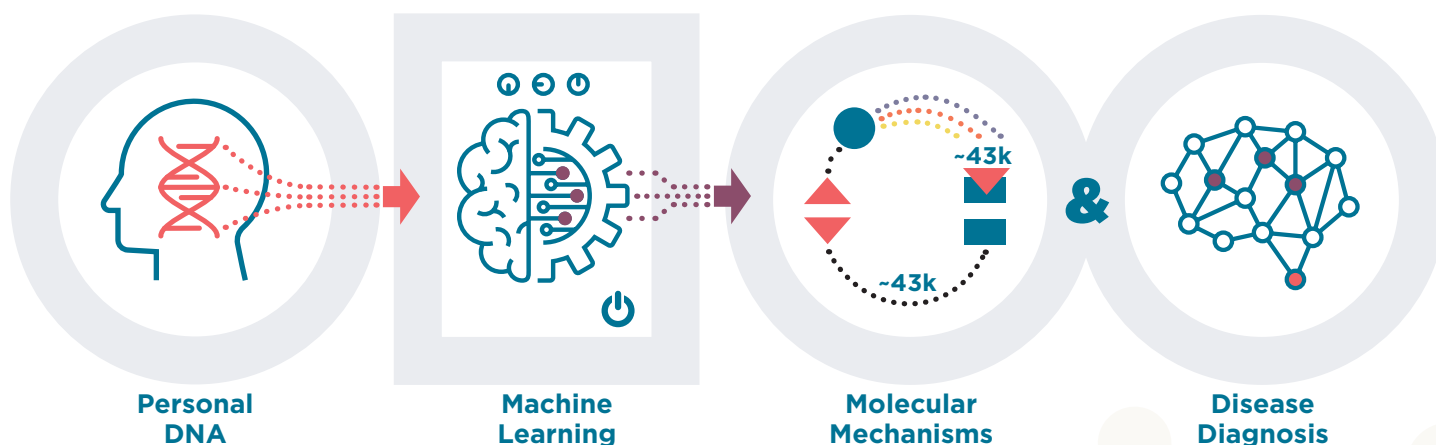 ~43k
&
~43k
Personal
DNA
Machine
Learning
Molecular
Mechanisms
Disease
Diagnosis